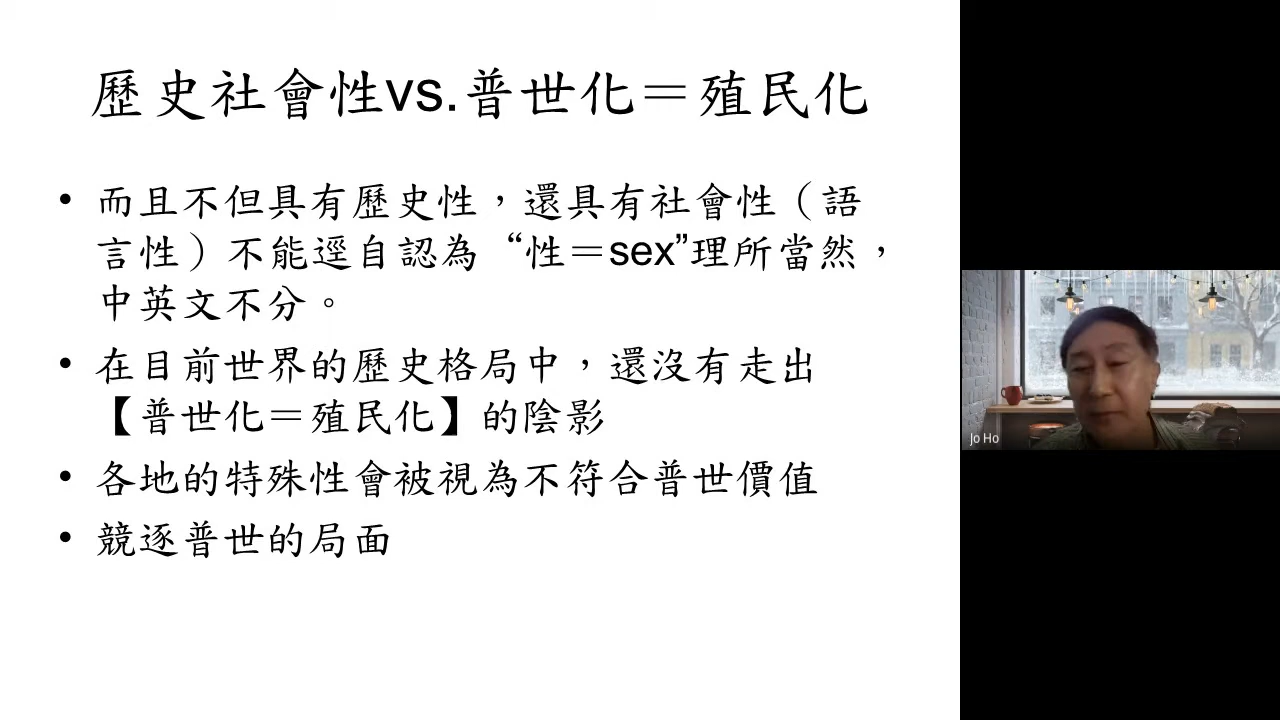 歷史社會性vs.普世化＝殖民化
• 而且不但具有歷史性，還具有社會性（語
言性）不能逕自認為“性＝sex”理所當然，
中英文不分。
• 在目前世界的歷史格局中，還沒有走出
【普世化＝殖民化】的陰影
• 各地的特殊性會被視為不符合普世價值
• 競逐普世的局面
Jo Ho